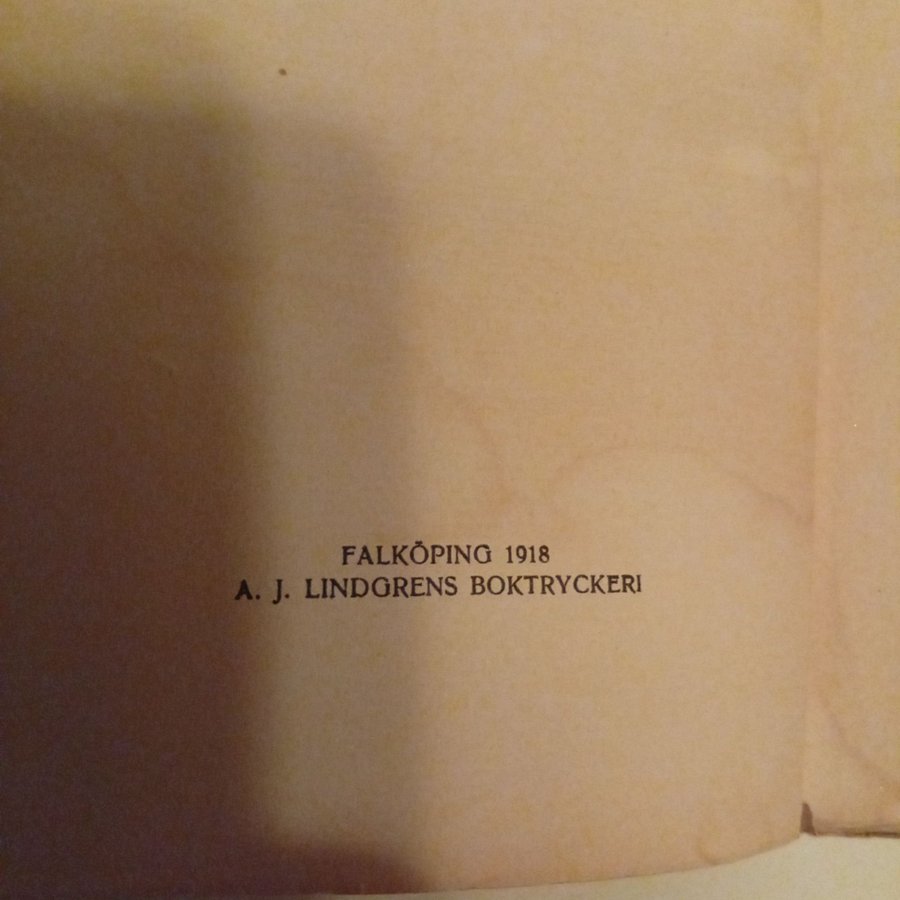 FALKÖPING 1918
A. J. LINDGRENS BOKTRYCKERI